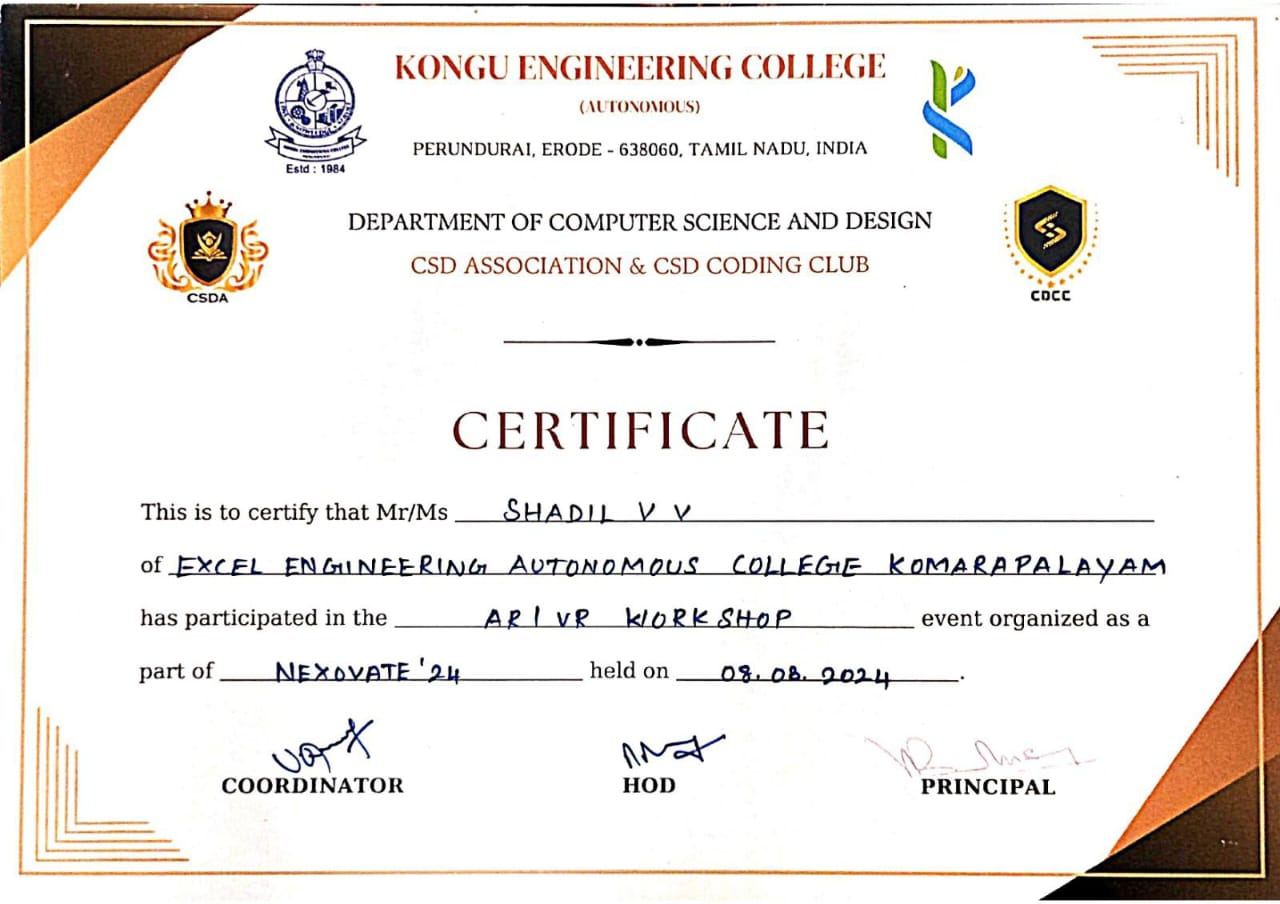 KONGU ENGINEERING COLLEGE
(AUTONOMOUS)
PERUNDURAI, ERODE - 638060, TAMIL NADU, INDIA
Estd : 1984
DEPARTMENT OF COMPUTER SCIENCE AND DESIGN
CSD ASSOCIATION & CSD CODING CLUB
CSDA
CDCC
CERTIFICATE
This is to certify that Mr/Ms SHADIL V V
of EXCEL ENGINEERING AUTONOMOUS COLLEGE KOMARAPALAYAM
has participated in the AR/VR WORKSHOP event organized as a
part of NEXOVATE '24 held on 08.08.2024.
COORDINATOR HOD PRINCIPAL